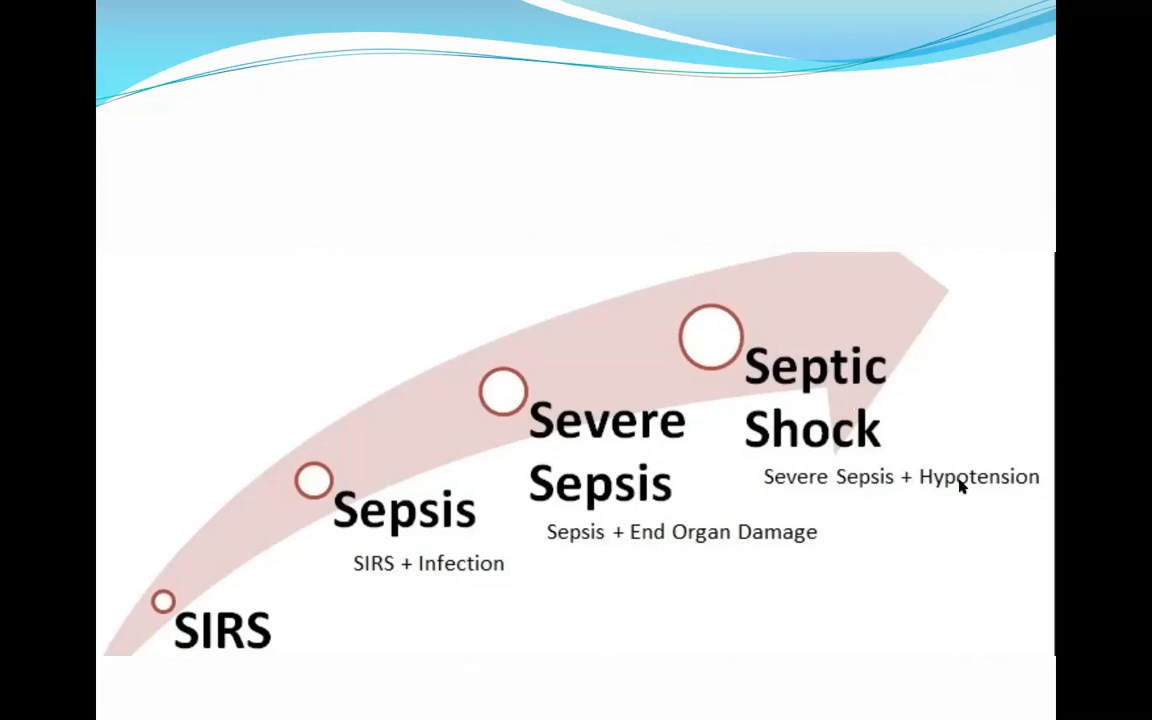 Septic
Shock
Severe Sepsis + Hypotension
Severe
Sepsis
Sepsis + End Organ Damage
Sepsis
SIRS + Infection
SIRS